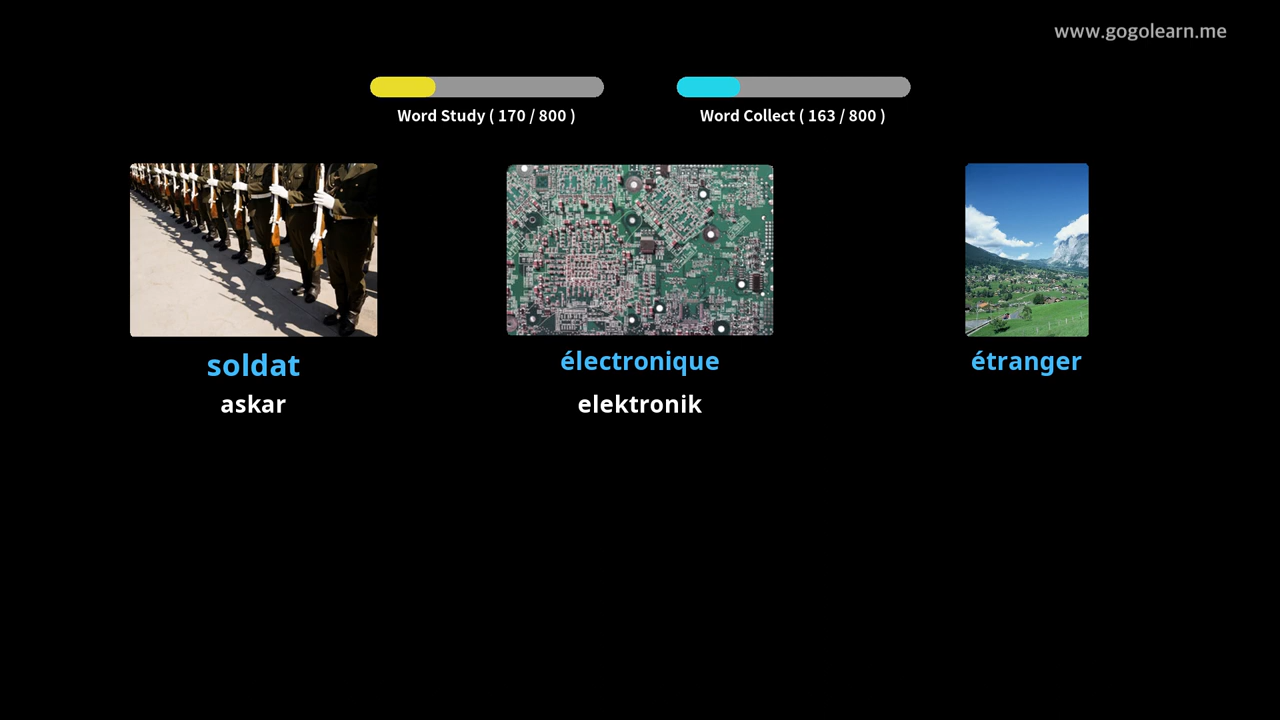 www.gogolearn.me
Word Study ( 170 / 800 )
Word Collect ( 163 / 800 )
soldat
électronique
étranger
askar
elektronik